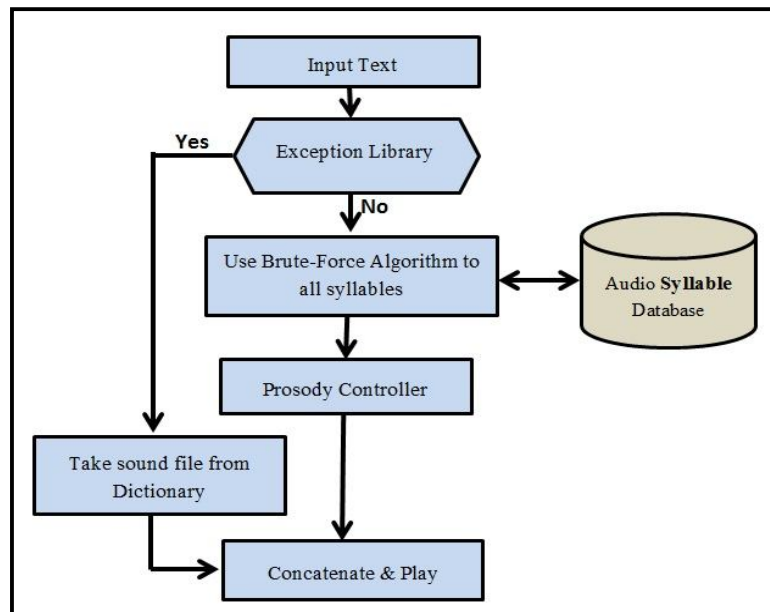 Input Text
Yes
Exception Library
No
Use Brute-Force Algorithm to
all syllables
Audio Syllable
Database
Prosody Controller
Take sound file from
Dictionary
Concatenate & Play